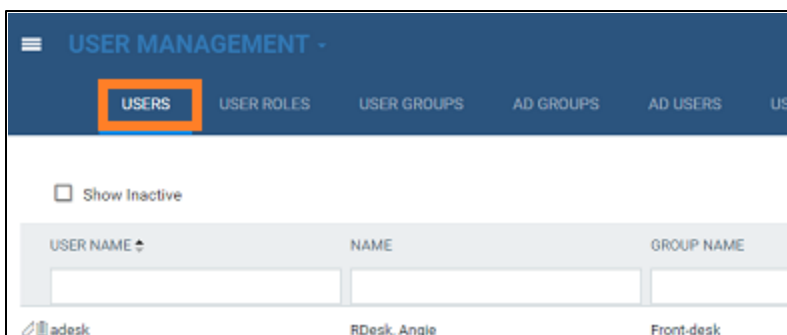 USER MANAGEMENT
USERS USER ROLES USER GROUPS AD GROUPS AD USERS
Show Inactive
USER NAME NAME GROUP NAME
adesk RDesk, Angie Front-desk